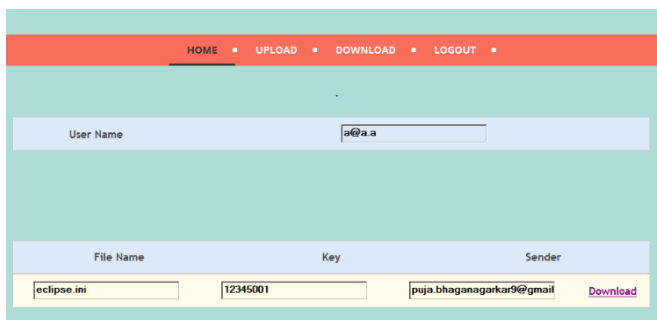 HOME UPLOAD DOWNLOAD LOGOUT
User Name a@a.a
File Name Key Sender
eclipse.ini 12345001 puja.bhaganagarkar9@gmail Download